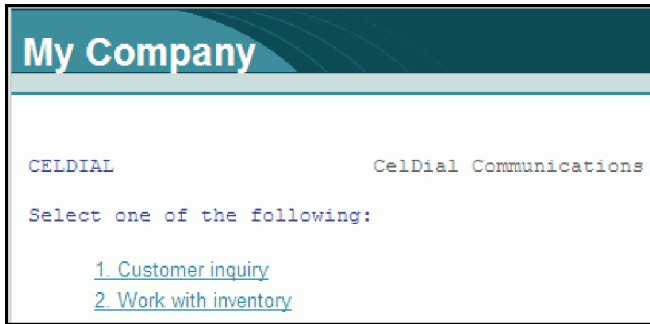 My Company
CELDIAL CelDial Communications
Select one of the following:
1. Customer inquiry
2. Work with inventory